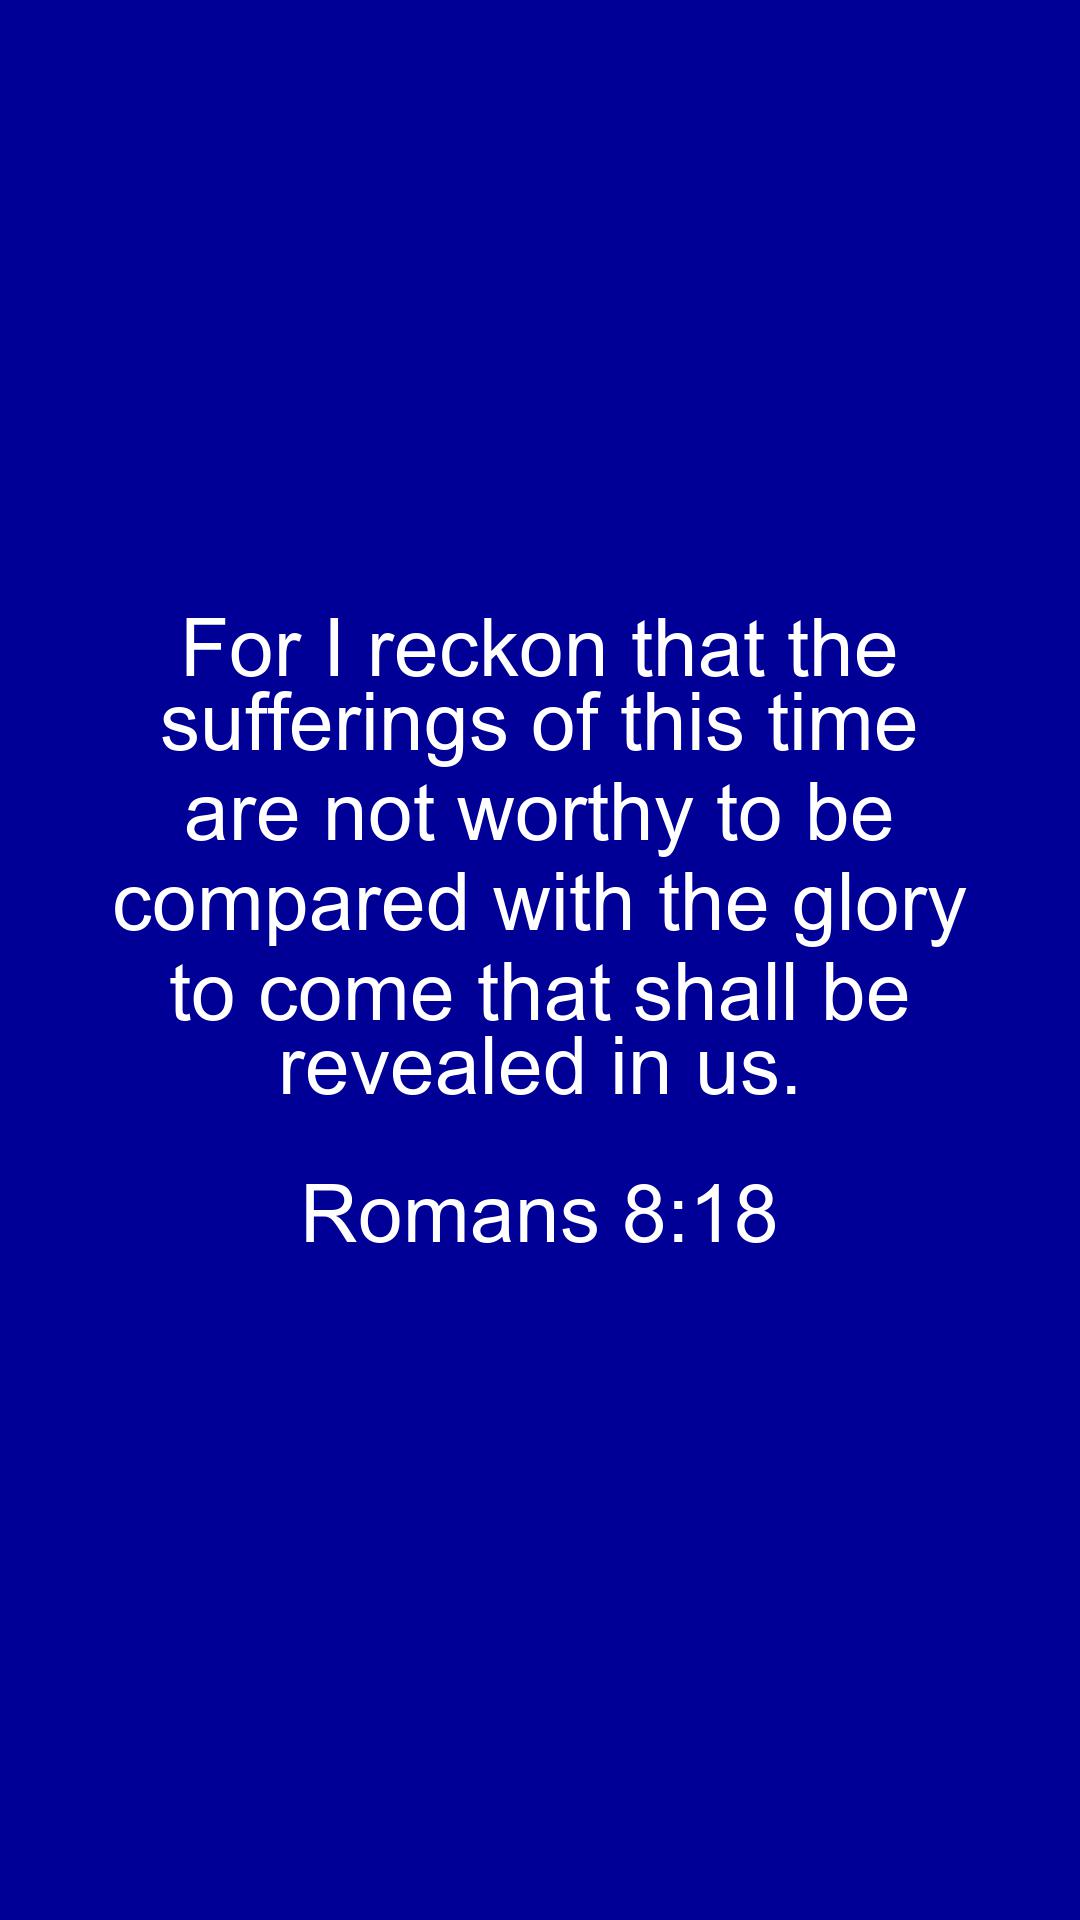 For I reckon that the
sufferings of this time
are not worthy to be
compared with the glory
to come that shall be
revealed in us.
Romans 8:18